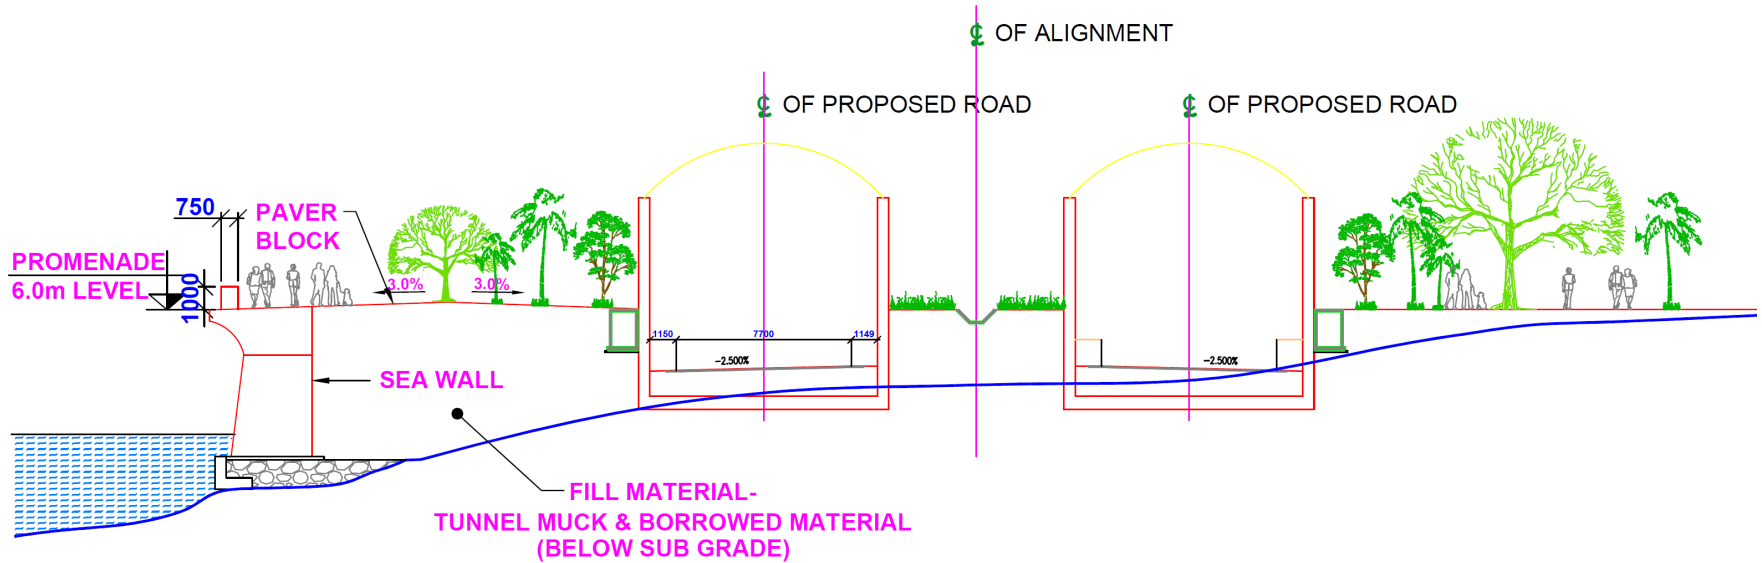 ℄ OF ALIGNMENT
℄ OF PROPOSED ROAD
℄ OF PROPOSED ROAD
750
PAVER
BLOCK
PROMENADE
6.0m LEVEL
1000
3.0%
3.0%
1150
7700
1149
-2.500%
-2.500%
SEA WALL
FILL MATERIAL-
TUNNEL MUCK & BORROWED MATERIAL
(BELOW SUB GRADE)